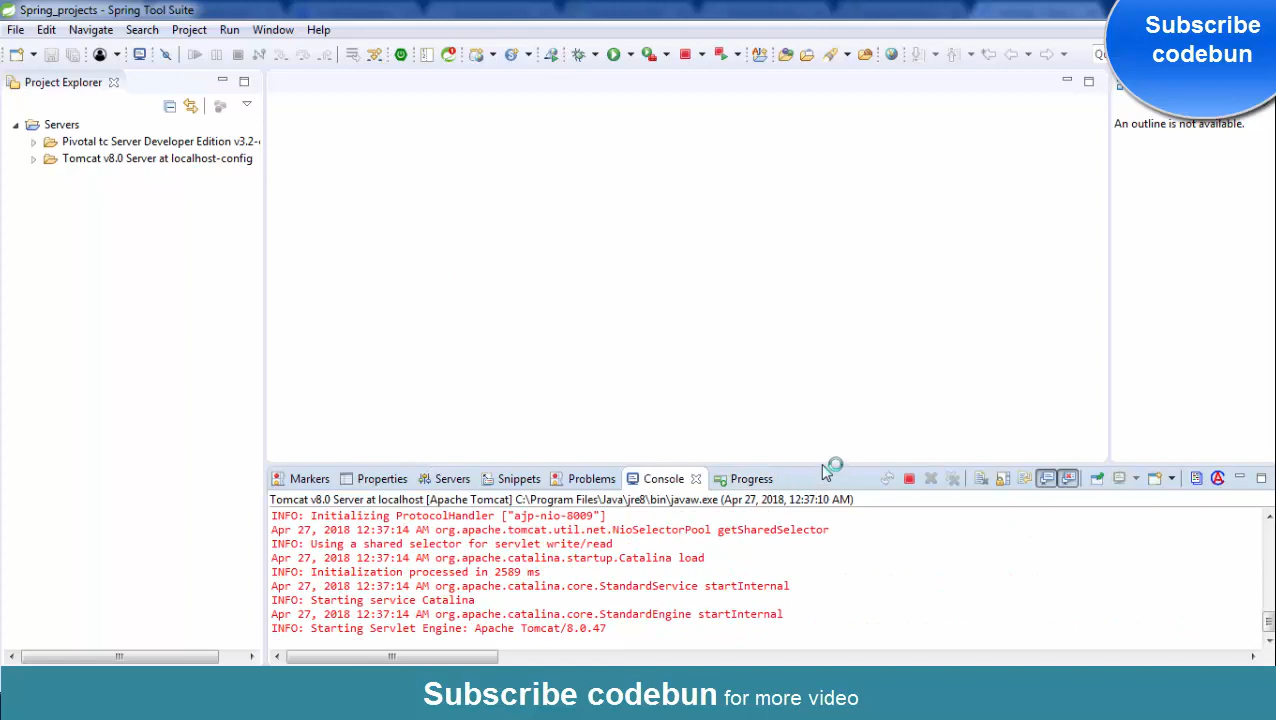 Spring_projects - Spring Tool Suite
File Edit Navigate Search Project Run Window Help
Subscribe
codebun
Project Explorer
An outline is not available.
Servers
Pivotal tc Server Developer Edition v3.2-
Tomcat v8.0 Server at localhost-config
Markers Properties Servers Snippets Problems Console Progress
Tomcat v8.0 Server at localhost [Apache Tomcat] C:\Program Files\Java\jre8\bin\javaw.exe (Apr 27, 2018, 12:37:10 AM)
INFO: Initializing ProtocolHandler ["ajp-nio-8009"]
Apr 27, 2018 12:37:14 AM org.apache.tomcat.util.net.NioSelectorPool getSharedSelector
INFO: Using a shared selector for servlet write/read
Apr 27, 2018 12:37:14 AM org.apache.catalina.startup.Catalina load
INFO: Initialization processed in 2589 ms
Apr 27, 2018 12:37:14 AM org.apache.catalina.core.StandardService startInternal
INFO: Starting service Catalina
Apr 27, 2018 12:37:14 AM org.apache.catalina.core.StandardEngine startInternal
INFO: Starting Servlet Engine: Apache Tomcat/8.0.47
Subscribe codebun for more video